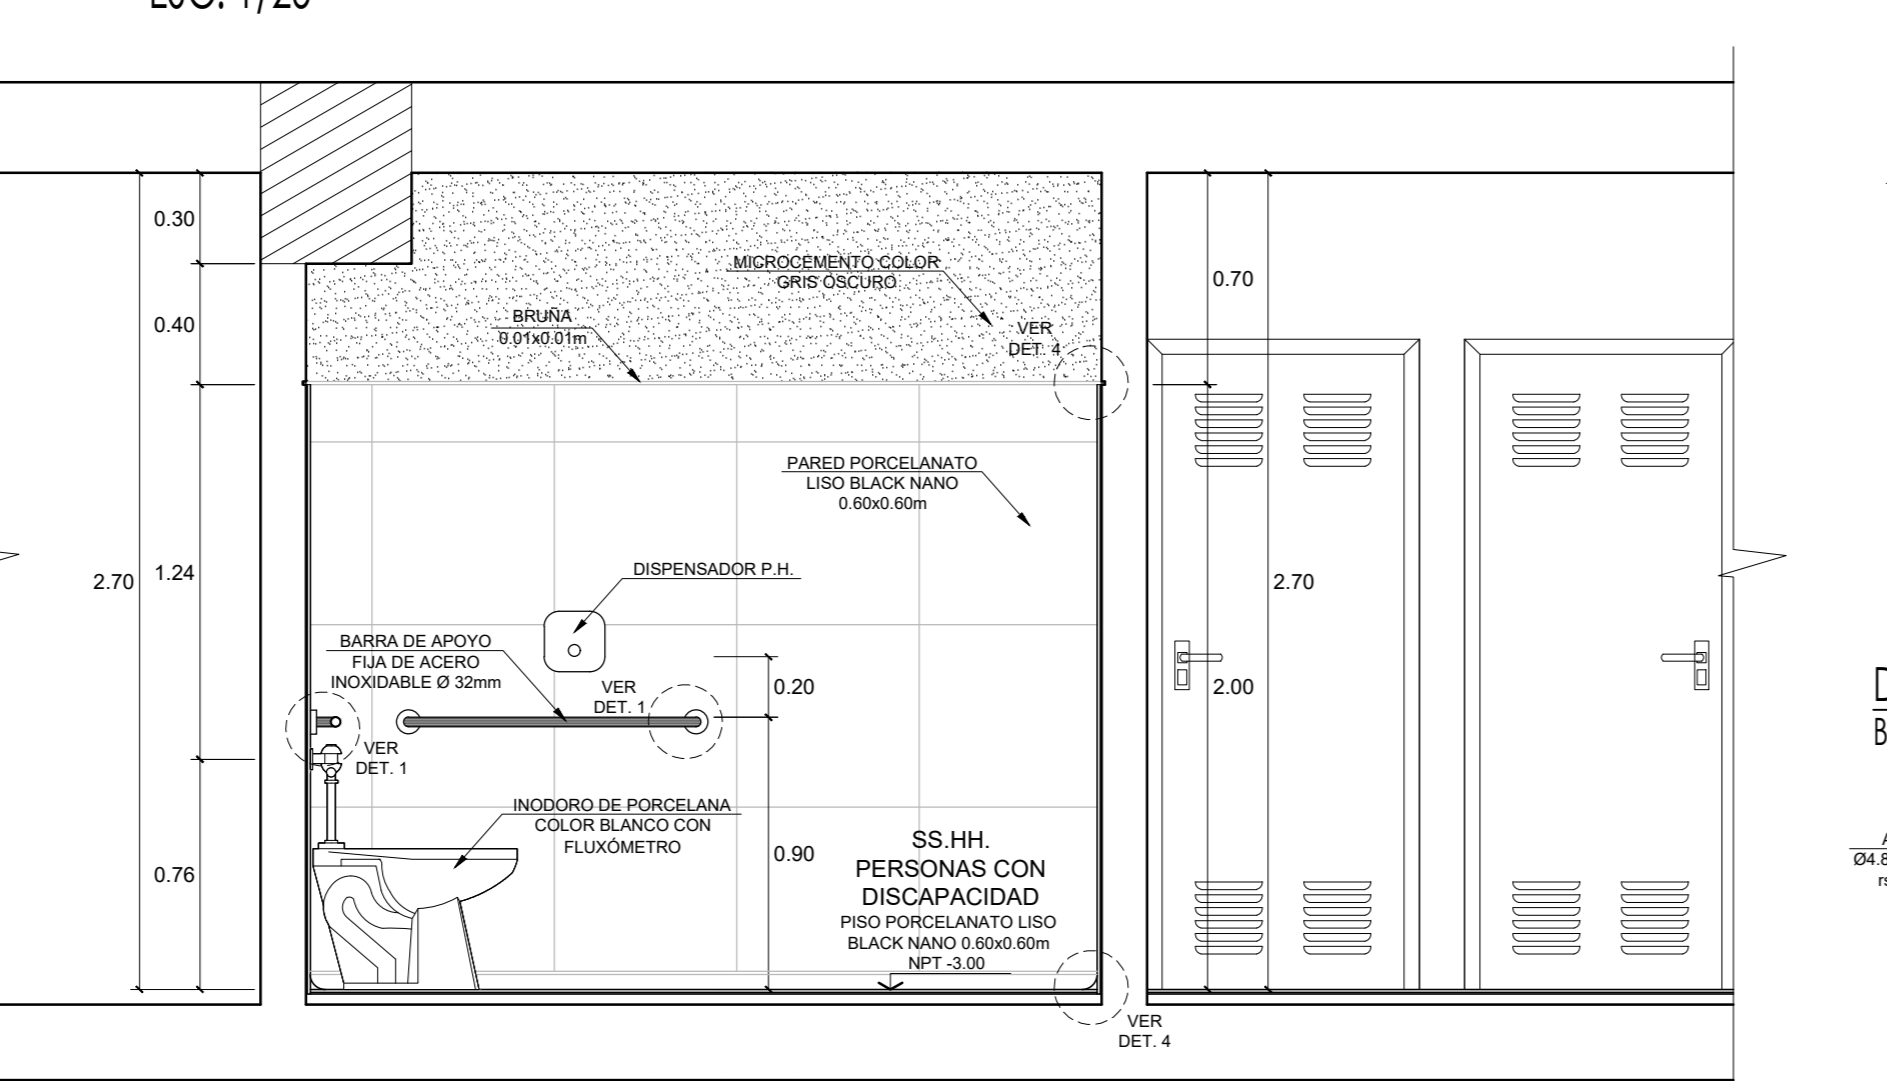 0.30
0.40
1.24
2.70
0.76
MICROCEMENTO COLOR
GRIS OSCURO
BRUÑA
0.01x0.01m
VER
DET. 4
PARED PORCELANATO
LISO BLACK NANO
0.60x0.60m
DISPENSADOR P.H.
BARRA DE APOYO
FIJA DE ACERO
INOXIDABLE Ø 32mm
VER
DET. 1
VER
DET. 1
0.20
0.90
INODORO DE PORCELANA
COLOR BLANCO CON
FLUXÓMETRO
SS.HH.
PERSONAS CON
DISCAPACIDAD
PISO PORCELANATO LISO
BLACK NANO 0.60x0.60m
NPT -3.00
VER
DET. 4
0.70
2.70
2.00
Ø4.8